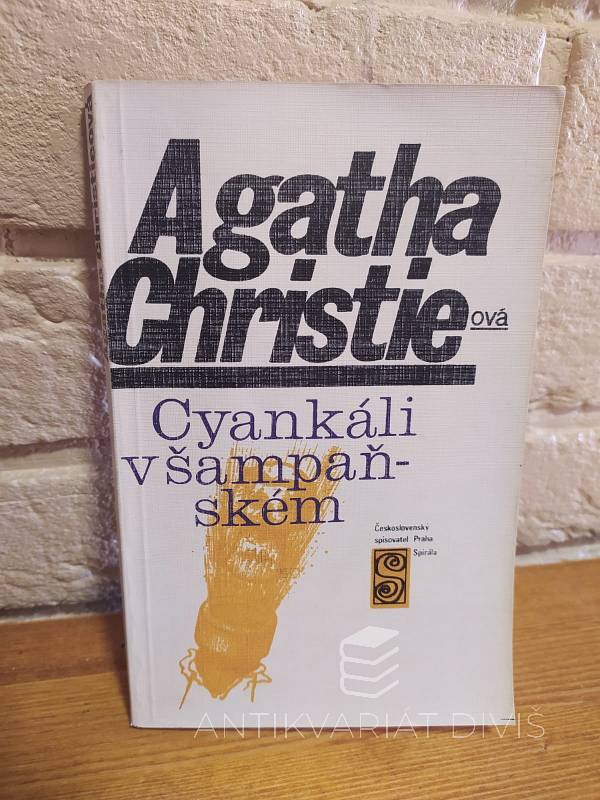 Agatha
Christie
ová
Cyankáli
v šampaň-
ském
Československý
spisovatel Praha
Spirála
S
ANTIKVARIÁT DIVIŠ